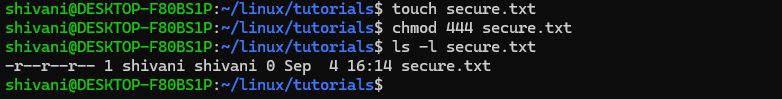 shivani@DESKTOP-F80BS1P:~/linux/tutorials$ touch secure.txt
shivani@DESKTOP-F80BS1P:~/linux/tutorials$ chmod 444 secure.txt
shivani@DESKTOP-F80BS1P:~/linux/tutorials$ ls -l secure.txt
-r--r--r-- 1 shivani shivani 0 Sep  4 16:14 secure.txt
shivani@DESKTOP-F80BS1P:~/linux/tutorials$